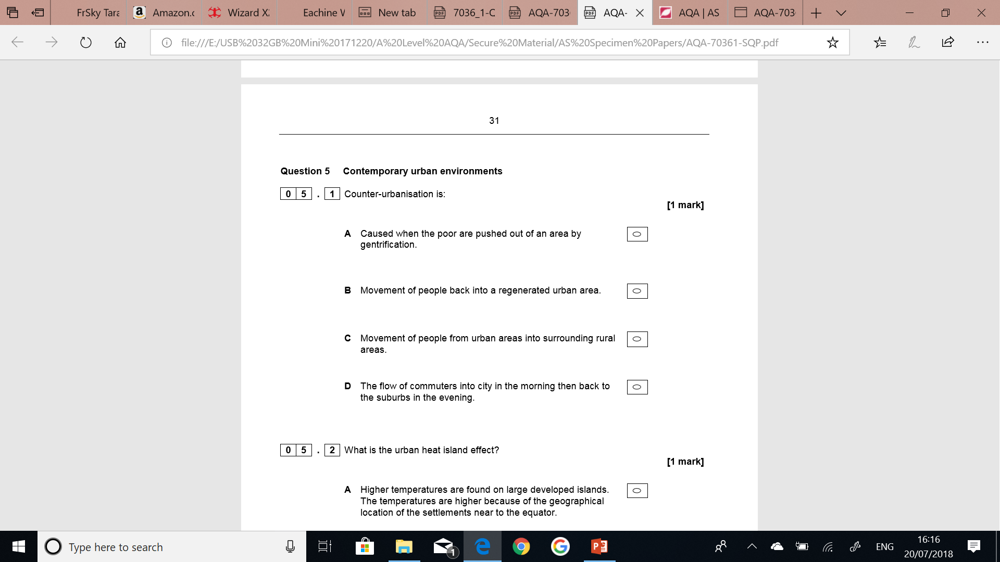 FrSky Tara
Amazon.c
Wizard X
Eachine V
New tab
7036_1-C
AQA-703
AQA-
AQA | AS
AQA-703
file:///E:/USB%2032GB%20Mini%20171220/A%20Level%20AQA/Secure%20Material/AS%20Specimen%20Papers/AQA-70361-SQP.pdf
31
Question 5 Contemporary urban environments
0 5 . 1 Counter-urbanisation is:
[1 mark]
A Caused when the poor are pushed out of an area by
gentrification.
B Movement of people back into a regenerated urban area.
C Movement of people from urban areas into surrounding rural
areas.
D The flow of commuters into city in the morning then back to
the suburbs in the evening.
0 5 . 2 What is the urban heat island effect?
[1 mark]
A Higher temperatures are found on large developed islands.
The temperatures are higher because of the geographical
location of the settlements near to the equator.
Type here to search
1
ENG
16:16
20/07/2018